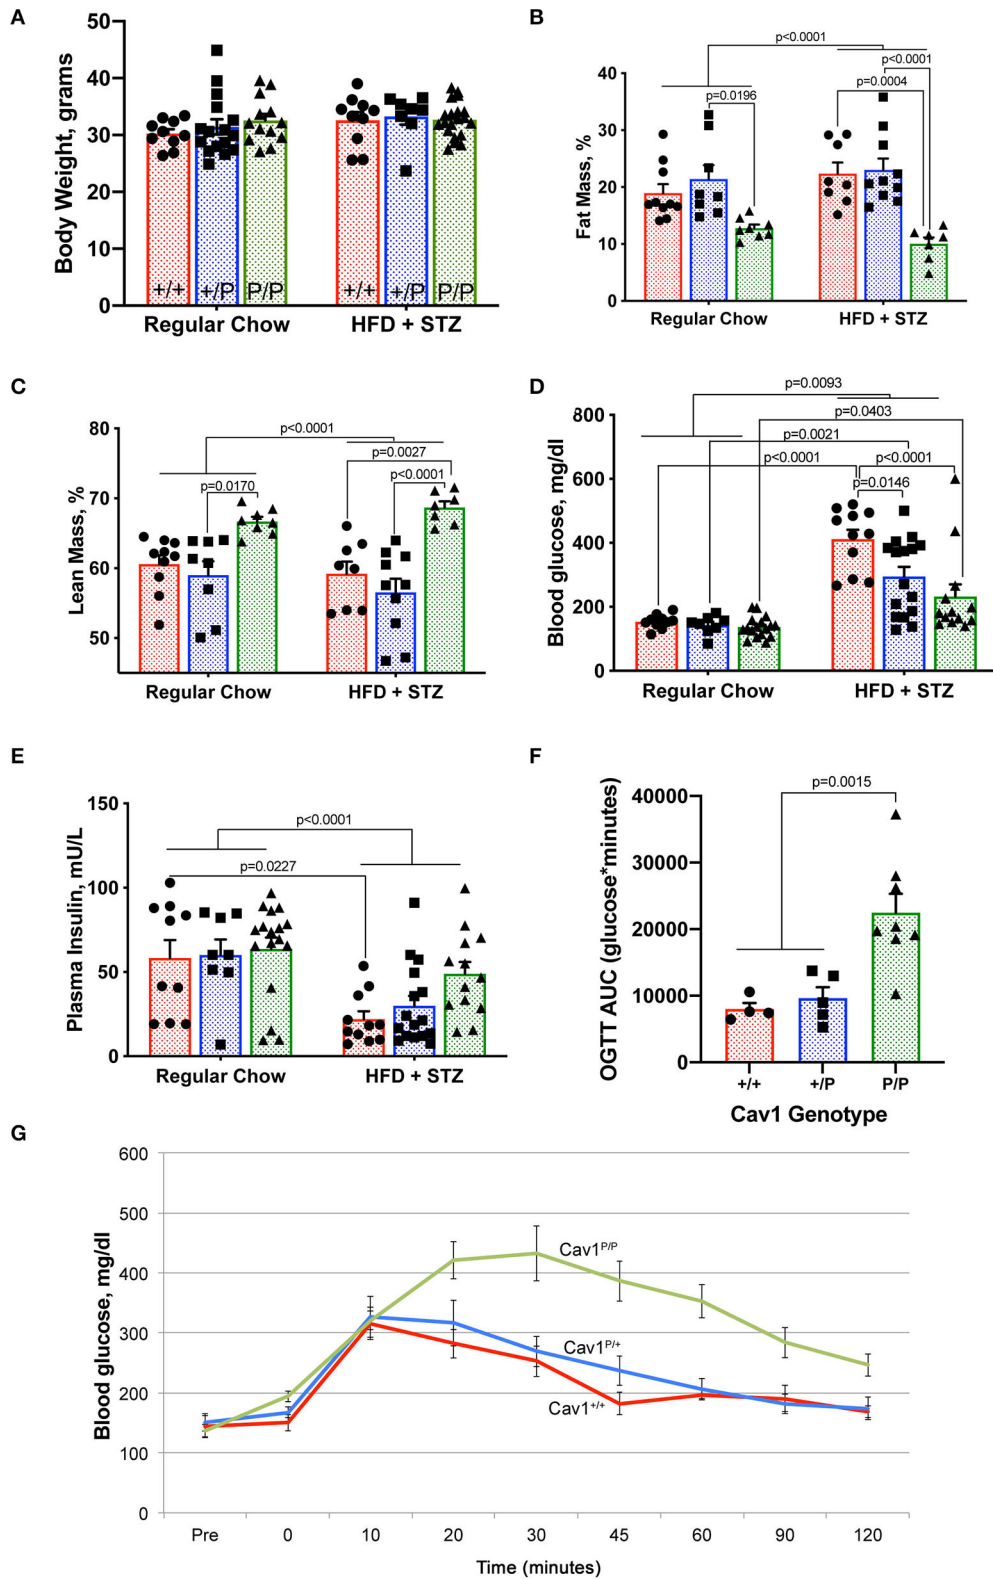 A
Body Weight, grams
50
40
30
20
10
0
+/+
+/P
P/P
+/+
+/P
P/P
Regular Chow
HFD + STZ
B
Fat Mass, %
p<0.0001
p<0.0001
p=0.0004
p=0.0196
40
30
20
10
0
Regular Chow
HFD + STZ
C
Lean Mass, %
p<0.0001
p=0.0027
p=0.0170
p<0.0001
80
70
60
50
Regular Chow
HFD + STZ
D
Blood glucose, mg/dl
p=0.0093
p=0.0403
p=0.0021
p<0.0001
p<0.0001
p=0.0146
800
600
400
200
0
Regular Chow
HFD + STZ
E
Plasma Insulin, mU/L
p<0.0001
p=0.0227
150
100
50
0
Regular Chow
HFD + STZ
F
OGTT AUC (glucose*minutes)
p=0.0015
40000
30000
20000
10000
0
+/+
+/P
P/P
Cav1 Genotype
G
Blood glucose, mg/dl
600
500
400
300
200
100
0
Cav1P/P
Cav1P/+
Cav1+/+
Pre
0
10
20
30
45
60
90
120
Time (minutes)